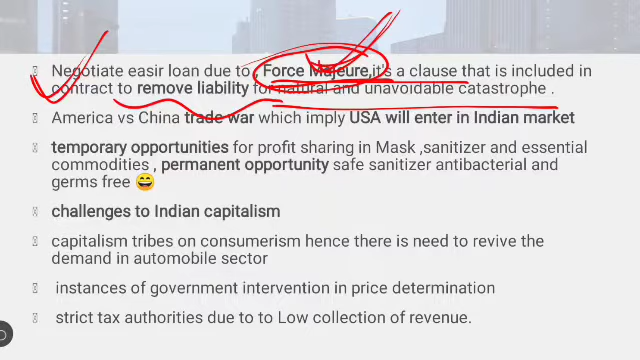 Negotiate easir loan due to , Force Majeure,it's a clause that is included in
contract to remove liability for natural and unavoidable catastrophe .
America vs China trade war which imply USA will enter in Indian market
temporary opportunities for profit sharing in Mask ,sanitizer and essential
commodities , permanent opportunity safe sanitizer antibacterial and
germs free 😄
challenges to Indian capitalism
capitalism tribes on consumerism hence there is need to revive the
demand in automobile sector
instances of government intervention in price determination
strict tax authorities due to to Low collection of revenue.